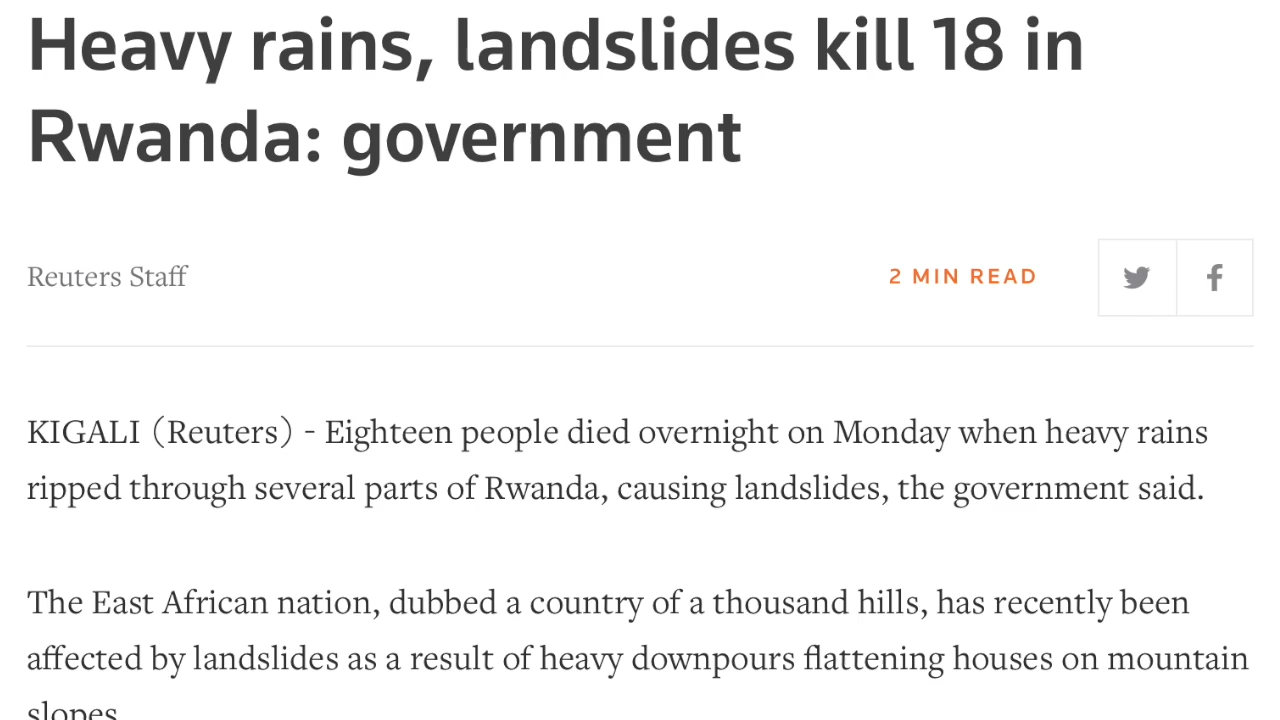 Heavy rains, landslides kill 18 in
Rwanda: government
Reuters Staff
2 MIN READ
KIGALI (Reuters) - Eighteen people died overnight on Monday when heavy rains
ripped through several parts of Rwanda, causing landslides, the government said.
The East African nation, dubbed a country of a thousand hills, has recently been
affected by landslides as a result of heavy downpours flattening houses on mountain
slopes.